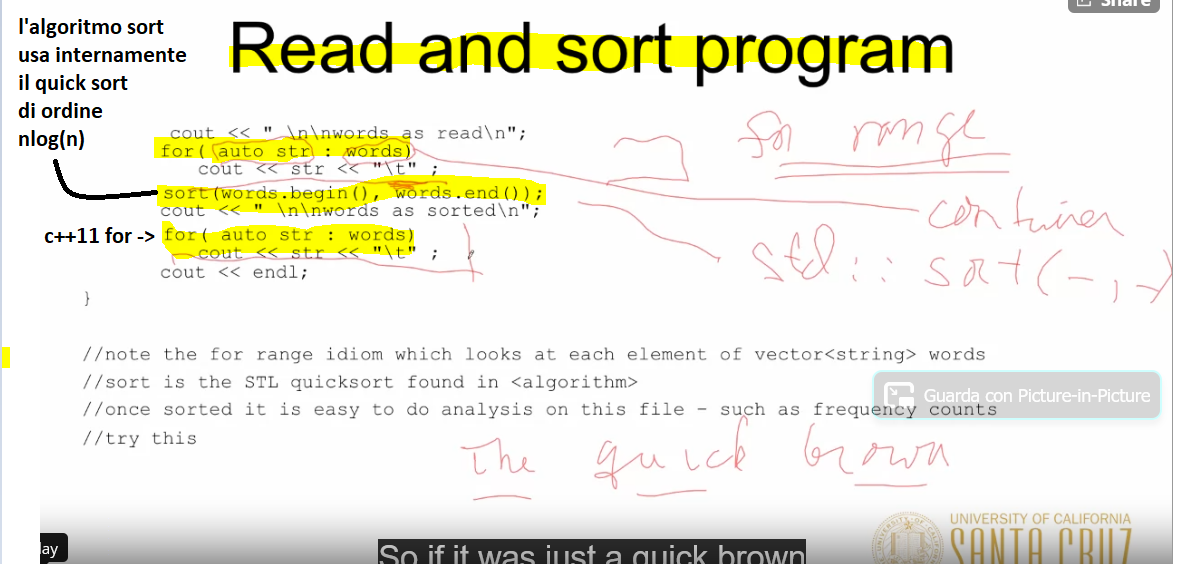 Share
l'algoritmo sort
usa internamente
il quick sort
di ordine
nlog(n)
Read and sort program
cout << " \n\nwords as read\n";
for( auto str : words)
cout << str << "\t" ;
sort(words.begin(), words.end());
cout << " \n\nwords as sorted\n";
c++11 for -> for( auto str : words)
cout << str << "\t" ;
cout << endl;
}
for range
container
std :: sort(-,-)
//note the for range idiom which looks at each element of vector<string> words
//sort is the STL quicksort found in <algorithm>
//once sorted it is easy to do analysis on this file - such as frequency counts
//try this
Guarda con Picture-in-Picture
The quick brown
UNIVERSITY OF CALIFORNIA
SANTA CRUZ
ay
So if it was just a quick brown